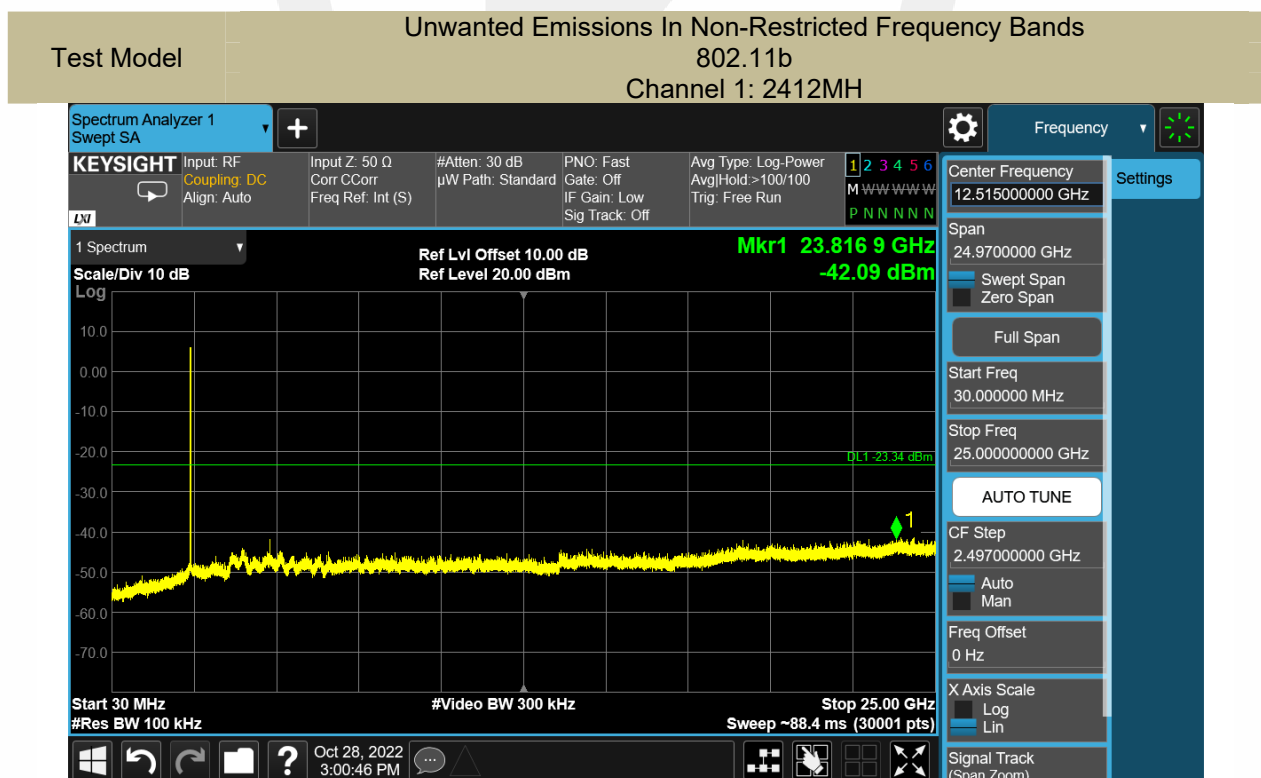 Unwanted Emissions In Non-Restricted Frequency Bands
Test Model
802.11b
Channel 1: 2412MH
Spectrum Analyzer 1
Swept SA
Frequency
KEYSIGHT
LXI
Input: RF
Coupling: DC
Align: Auto
Input Z: 50 Ω
Corr CCorr
Freq Ref: Int (S)
#Atten: 30 dB
µW Path: Standard
PNO: Fast
Gate: Off
IF Gain: Low
Sig Track: Off
Avg Type: Log-Power
Avg|Hold:>100/100
Trig: Free Run
1 2 3 4 5 6
M W W W W W
P N N N N N
1 Spectrum
Scale/Div 10 dB
Log
Ref Lvl Offset 10.00 dB
Ref Level 20.00 dBm
Mkr1 23.816 9 GHz
-42.09 dBm
10.0
0.00
-10.0
-20.0
-30.0
-40.0
-50.0
-60.0
-70.0
DL1 -23.34 dBm
1
Start 30 MHz
#Res BW 100 kHz
#Video BW 300 kHz
Stop 25.00 GHz
Sweep ~88.4 ms (30001 pts)
Center Frequency
12.515000000 GHz
Settings
Span
24.9700000 GHz
Swept Span
Zero Span
Full Span
Start Freq
30.000000 MHz
Stop Freq
25.000000000 GHz
AUTO TUNE
CF Step
2.497000000 GHz
Auto
Man
Freq Offset
0 Hz
X Axis Scale
Log
Lin
Signal Track
(Span Zoom)
?
Oct 28, 2022
3:00:46 PM